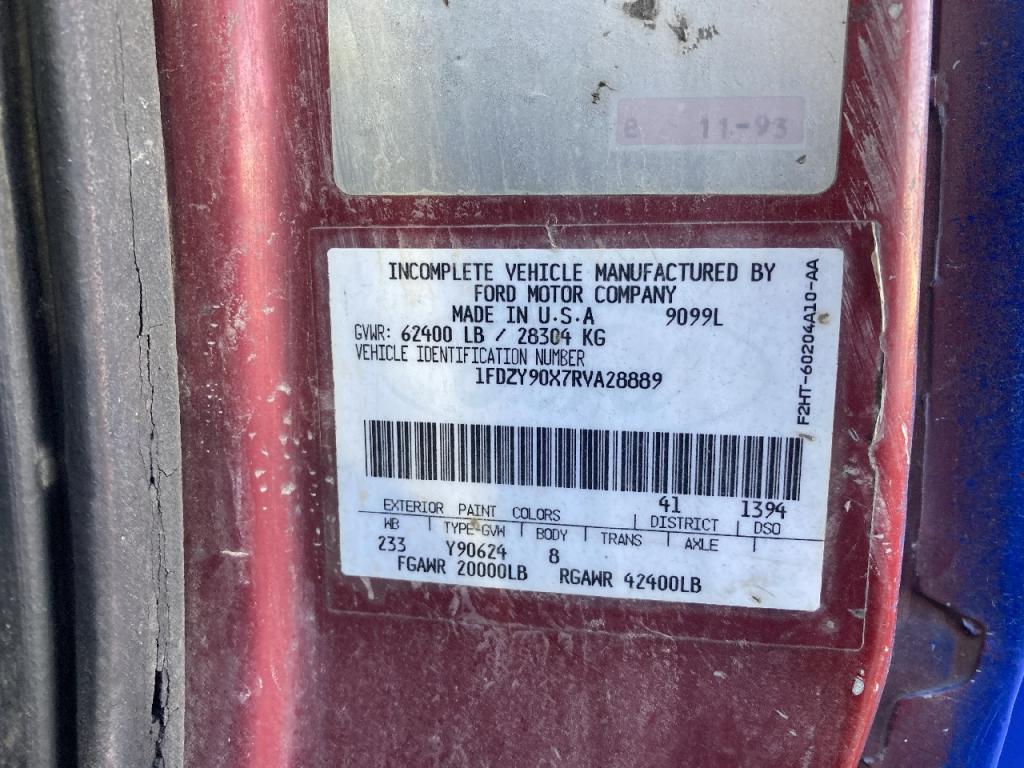 8 11-93
INCOMPLETE VEHICLE MANUFACTURED BY
FORD MOTOR COMPANY
MADE IN U.S.A 9099L
GVWR: 62400 LB / 28304 KG
VEHICLE IDENTIFICATION NUMBER
1FDZY90X7RVA28889
F2HT-60204A10-AA
41 1394
EXTERIOR PAINT COLORS DISTRICT DSO
WB TYPE-GVW BODY TRANS AXLE
233 Y90624 8
FGAWR 20000LB RGAWR 42400LB